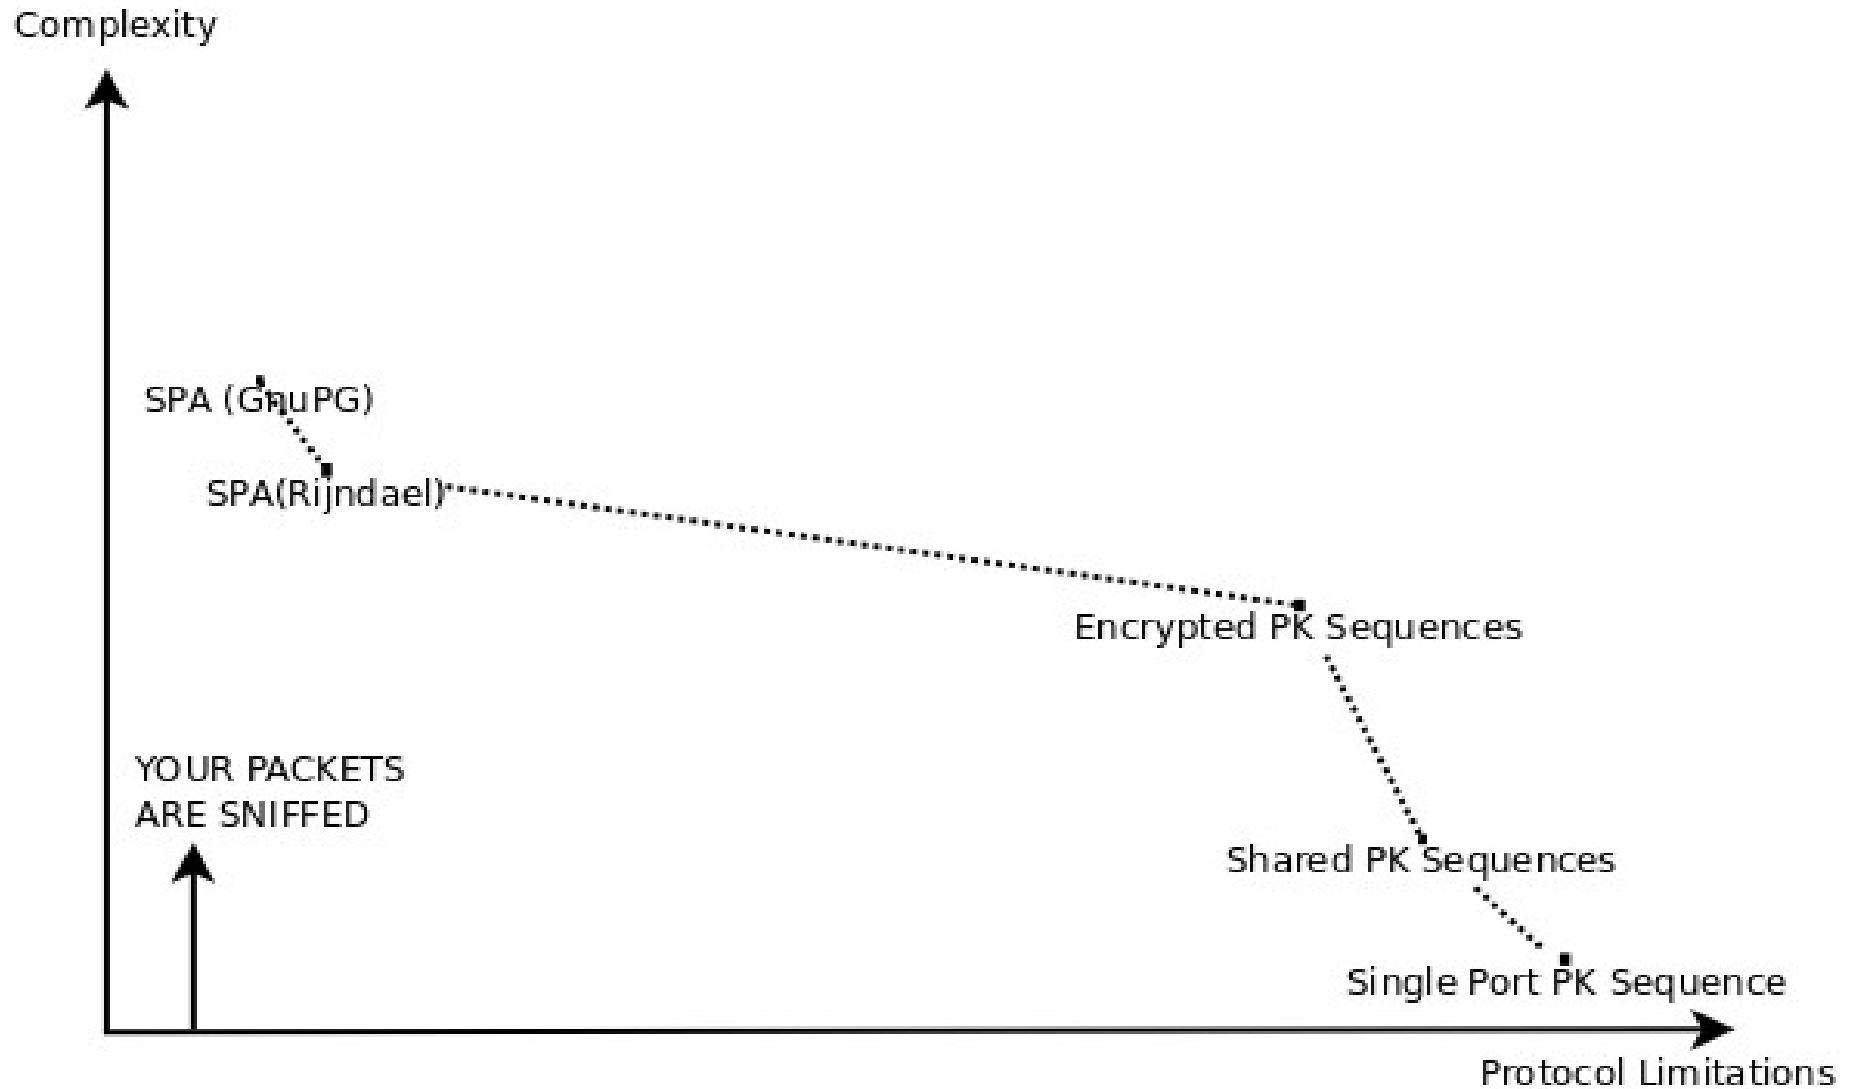 Complexity
SPA (GnuPG)
SPA(Rijndael)
Encrypted PK Sequences
YOUR PACKETS
ARE SNIFFED
Shared PK Sequences
Single Port PK Sequence
Protocol Limitations